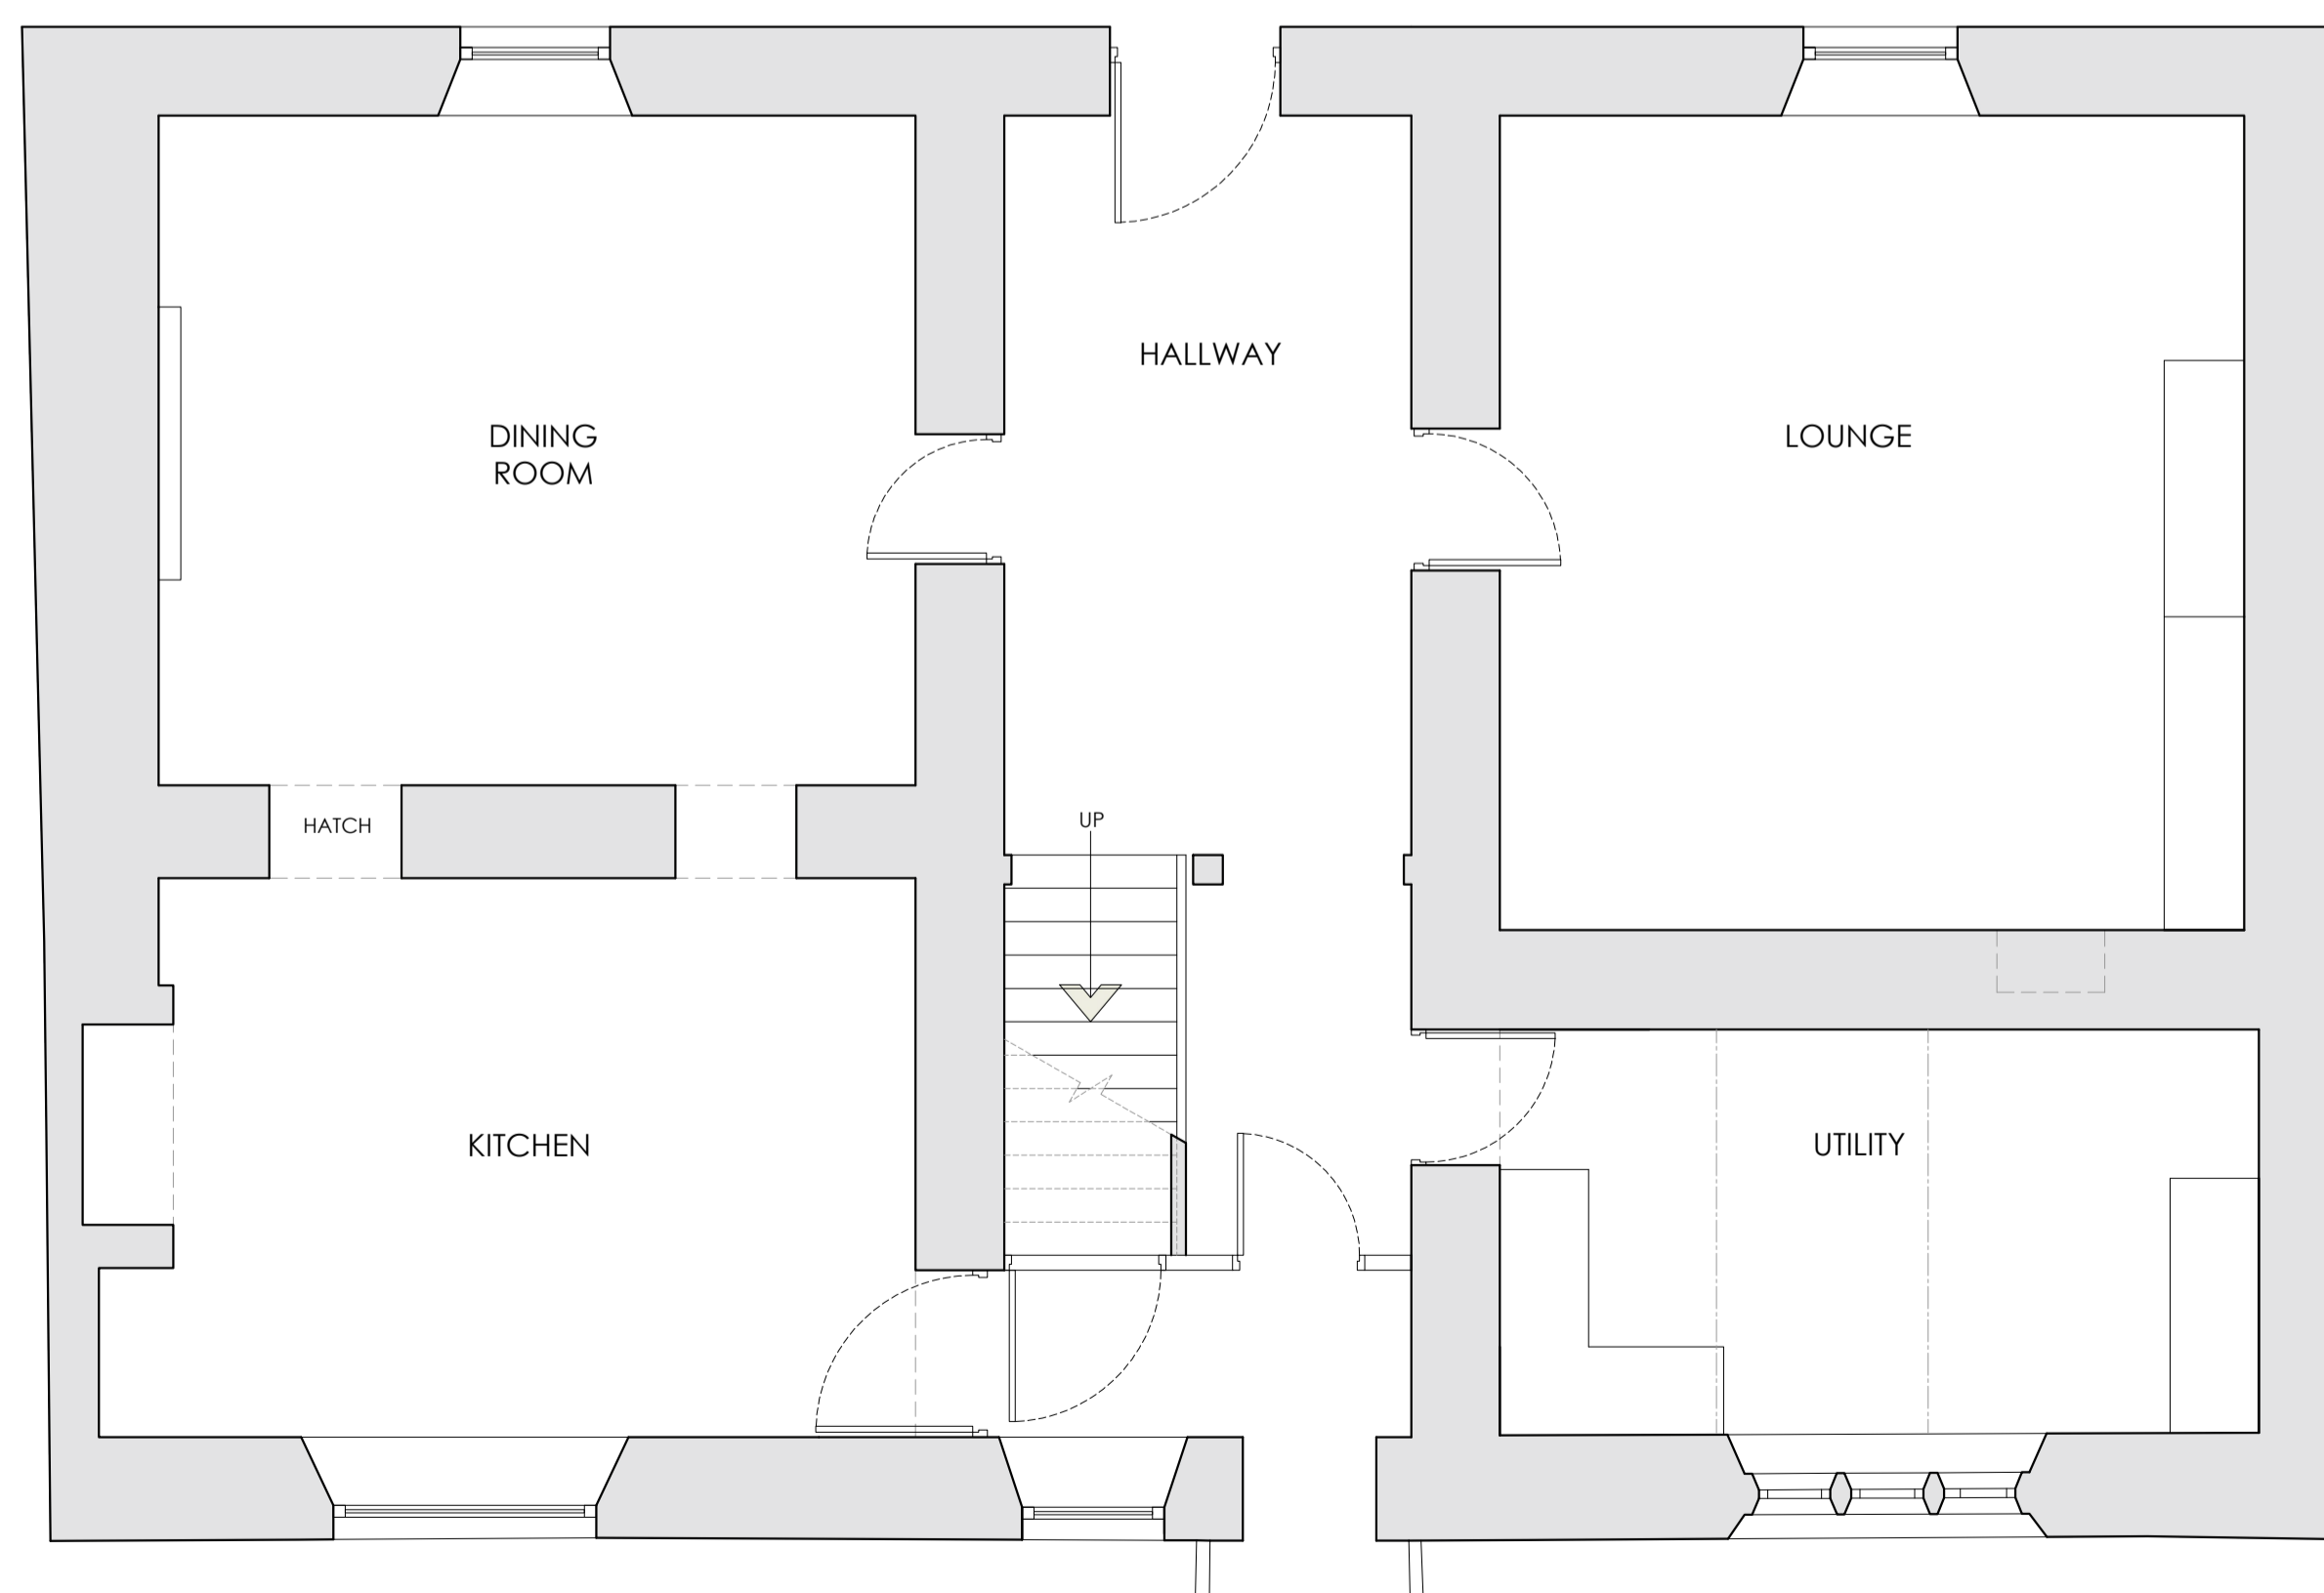 HALLWAY
DINING
ROOM
LOUNGE
HATCH
UP
KITCHEN
UTILITY